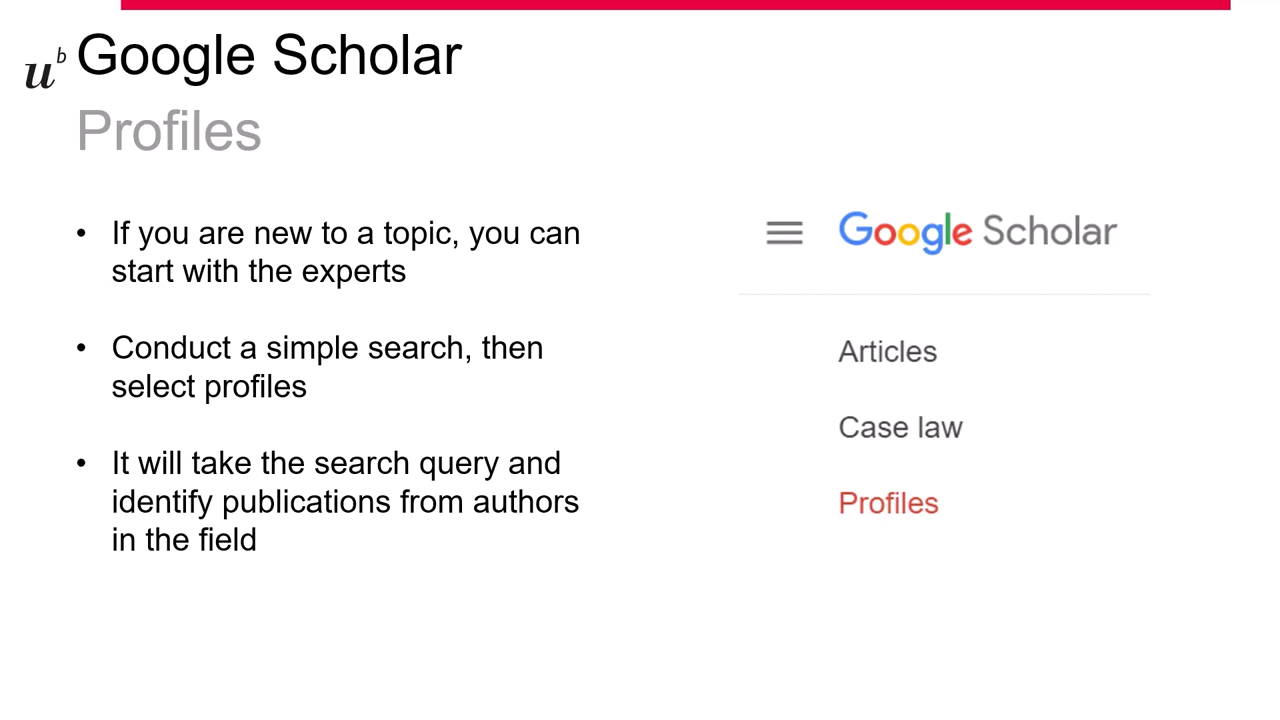 u b Google Scholar
Profiles
• If you are new to a topic, you can
start with the experts
• Conduct a simple search, then
select profiles
• It will take the search query and
identify publications from authors
in the field
Google Scholar
Articles
Case law
Profiles